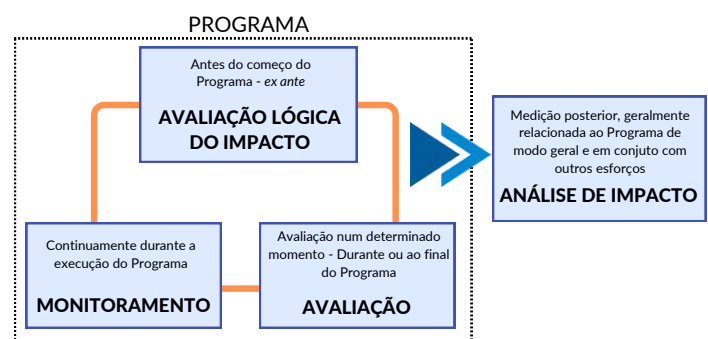 PROGRAMA
Antes do começo do
Programa - ex ante
AVALIAÇÃO LÓGICA
DO IMPACTO
Medição posterior, geralmente
relacionada ao Programa de
modo geral e em conjunto com
outros esforços
ANÁLISE DE IMPACTO
Continuamente durante a
execução do Programa
MONITORAMENTO
Avaliação num determinado
momento - Durante ou ao final
do Programa
AVALIAÇÃO